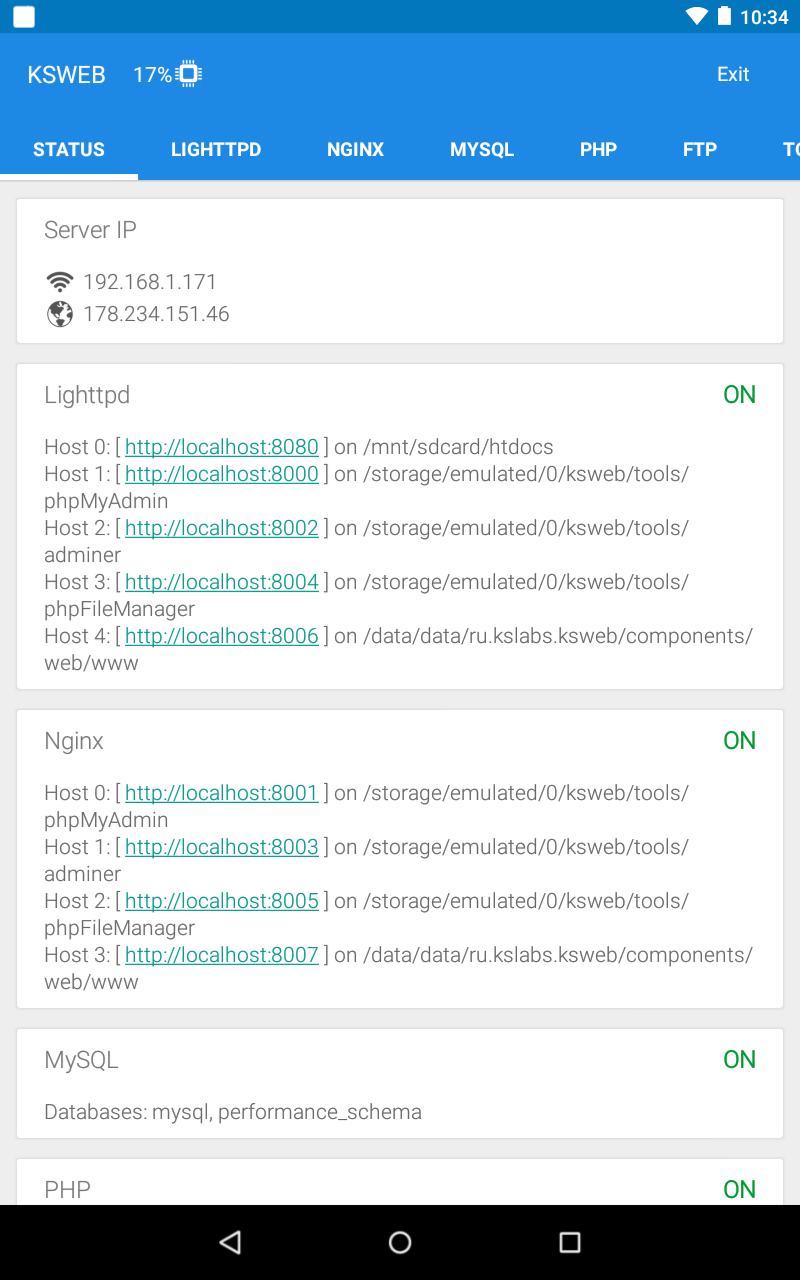 10:34
KSWEB 17% Exit
STATUS LIGHTTPD NGINX MYSQL PHP FTP
Server IP
192.168.1.171
178.234.151.46
Lighttpd ON
Host 0: [ http://localhost:8080 ] on /mnt/sdcard/htdocs
Host 1: [ http://localhost:8000 ] on /storage/emulated/0/ksweb/tools/
phpMyAdmin
Host 2: [ http://localhost:8002 ] on /storage/emulated/0/ksweb/tools/
adminer
Host 3: [ http://localhost:8004 ] on /storage/emulated/0/ksweb/tools/
phpFileManager
Host 4: [ http://localhost:8006 ] on /data/data/ru.kslabs.ksweb/components/
web/www
Nginx ON
Host 0: [ http://localhost:8001 ] on /storage/emulated/0/ksweb/tools/
phpMyAdmin
Host 1: [ http://localhost:8003 ] on /storage/emulated/0/ksweb/tools/
adminer
Host 2: [ http://localhost:8005 ] on /storage/emulated/0/ksweb/tools/
phpFileManager
Host 3: [ http://localhost:8007 ] on /data/data/ru.kslabs.ksweb/components/
web/www
MySQL ON
Databases: mysql, performance_schema
PHP ON